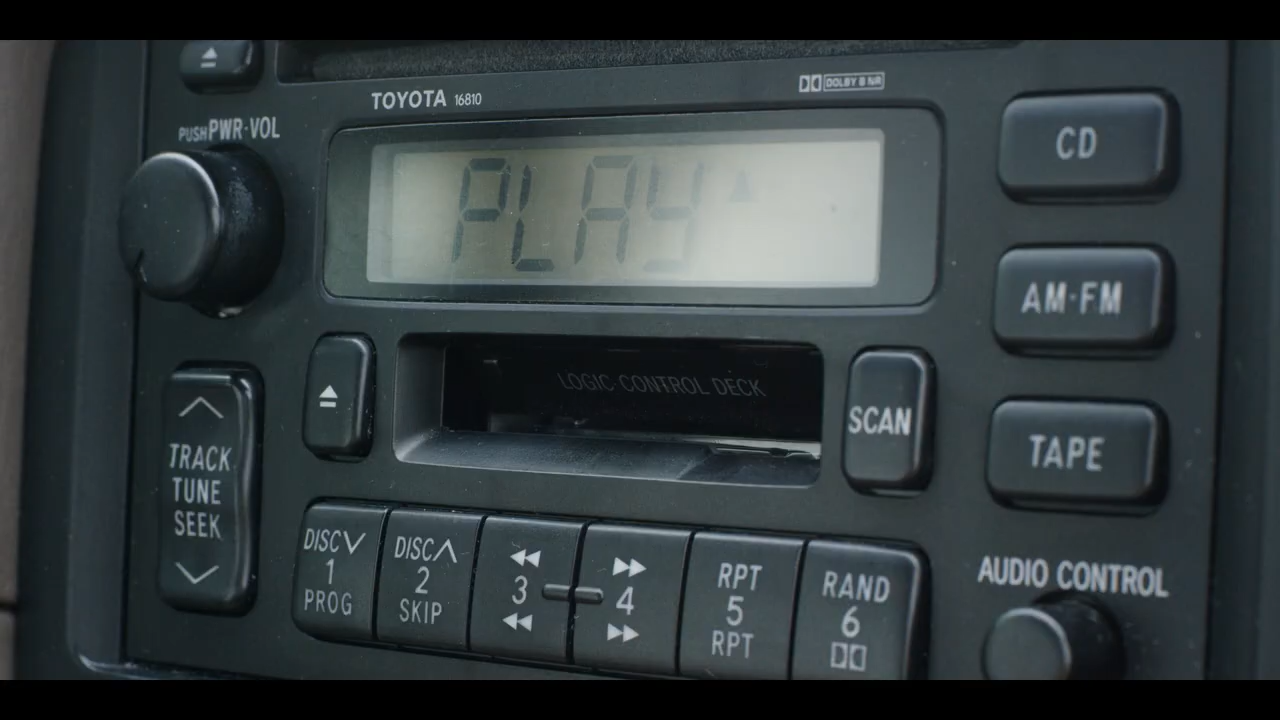 TOYOTA 16810
DOLBY B NR
PUSH PWR·VOL
PLAY
CD
AM·FM
LOGIC CONTROL DECK
SCAN
TAPE
TRACK
TUNE
SEEK
DISC
1
PROG
DISC
2
SKIP
3
4
RPT
5
RPT
RAND
6
AUDIO CONTROL